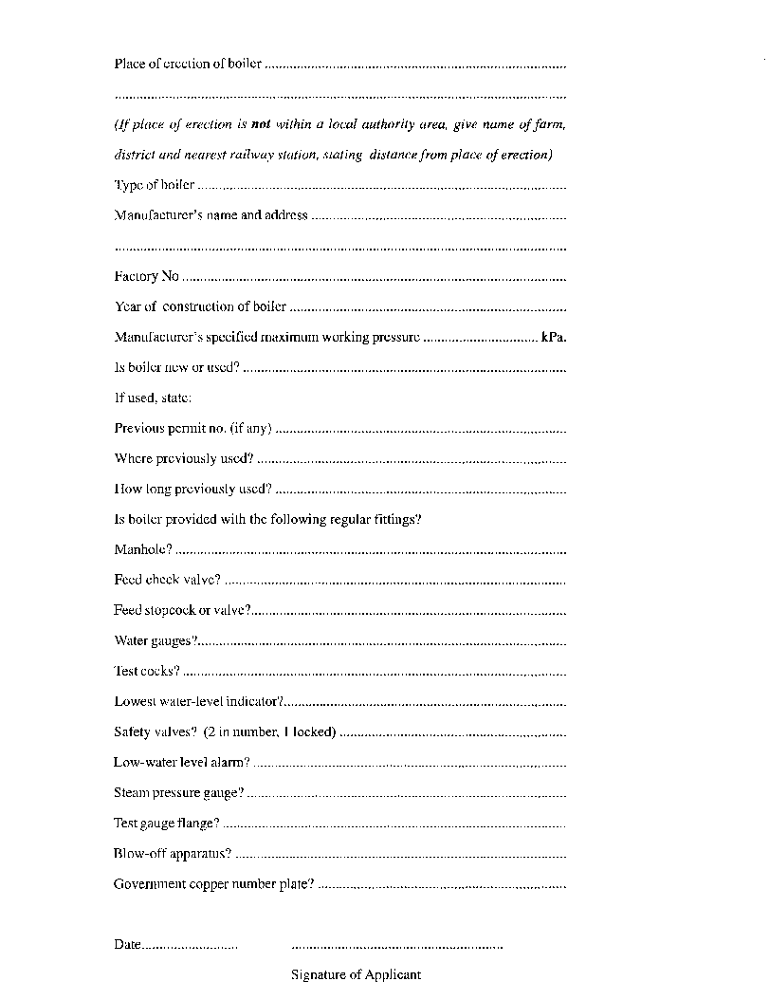 Place of erection of boiler ....................................................................................
..............................................................................................................................
(If place of erection is not within a local authority area, give name of farm,
district and nearest railway station, stating distance from place of erection)
Type of boiler .......................................................................................................
Manufacturer's name and address .......................................................................
..............................................................................................................................
Factory No ...........................................................................................................
Year of construction of boiler .............................................................................
Manufacturer's specified maximum working pressure ................................ kPa.
Is boiler new or used? ..........................................................................................
If used, state:
Previous permit no. (if any) .................................................................................
Where previously used? ......................................................................................
How long previously used? .................................................................................
Is boiler provided with the following regular fittings?
Manhole? .............................................................................................................
Feed check valve? ...............................................................................................
Feed stopcock or valve?........................................................................................
Water gauges?.......................................................................................................
Test cocks? ...........................................................................................................
Lowest water-level indicator?...............................................................................
Safety valves? (2 in number, 1 locked) ...............................................................
Low-water level alarm? .......................................................................................
Steam pressure gauge? .........................................................................................
Test gauge flange? ................................................................................................
Blow-off apparatus? .............................................................................................
Government copper number plate? .....................................................................
Date........................... ...........................................................
Signature of Applicant